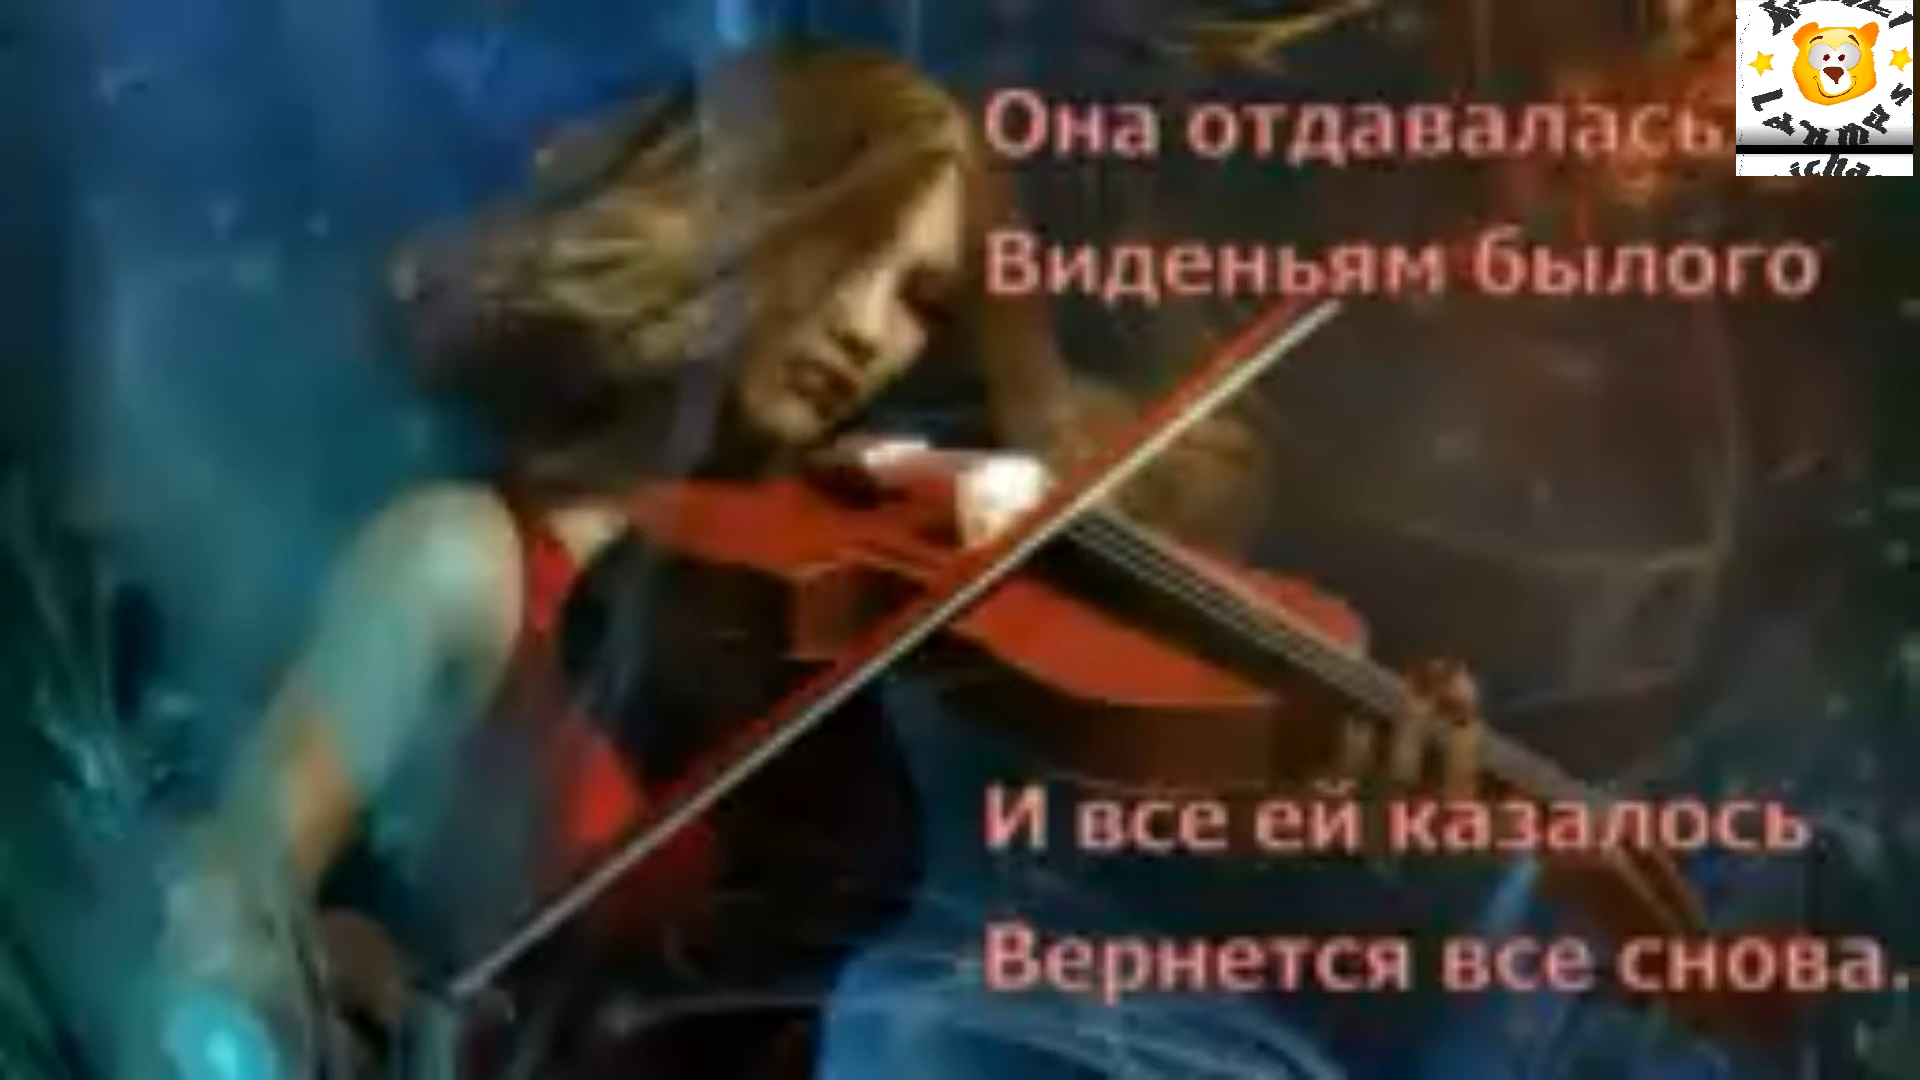 Она отдавалась
Виденьям былого
И все ей казалось
Вернется все снова.